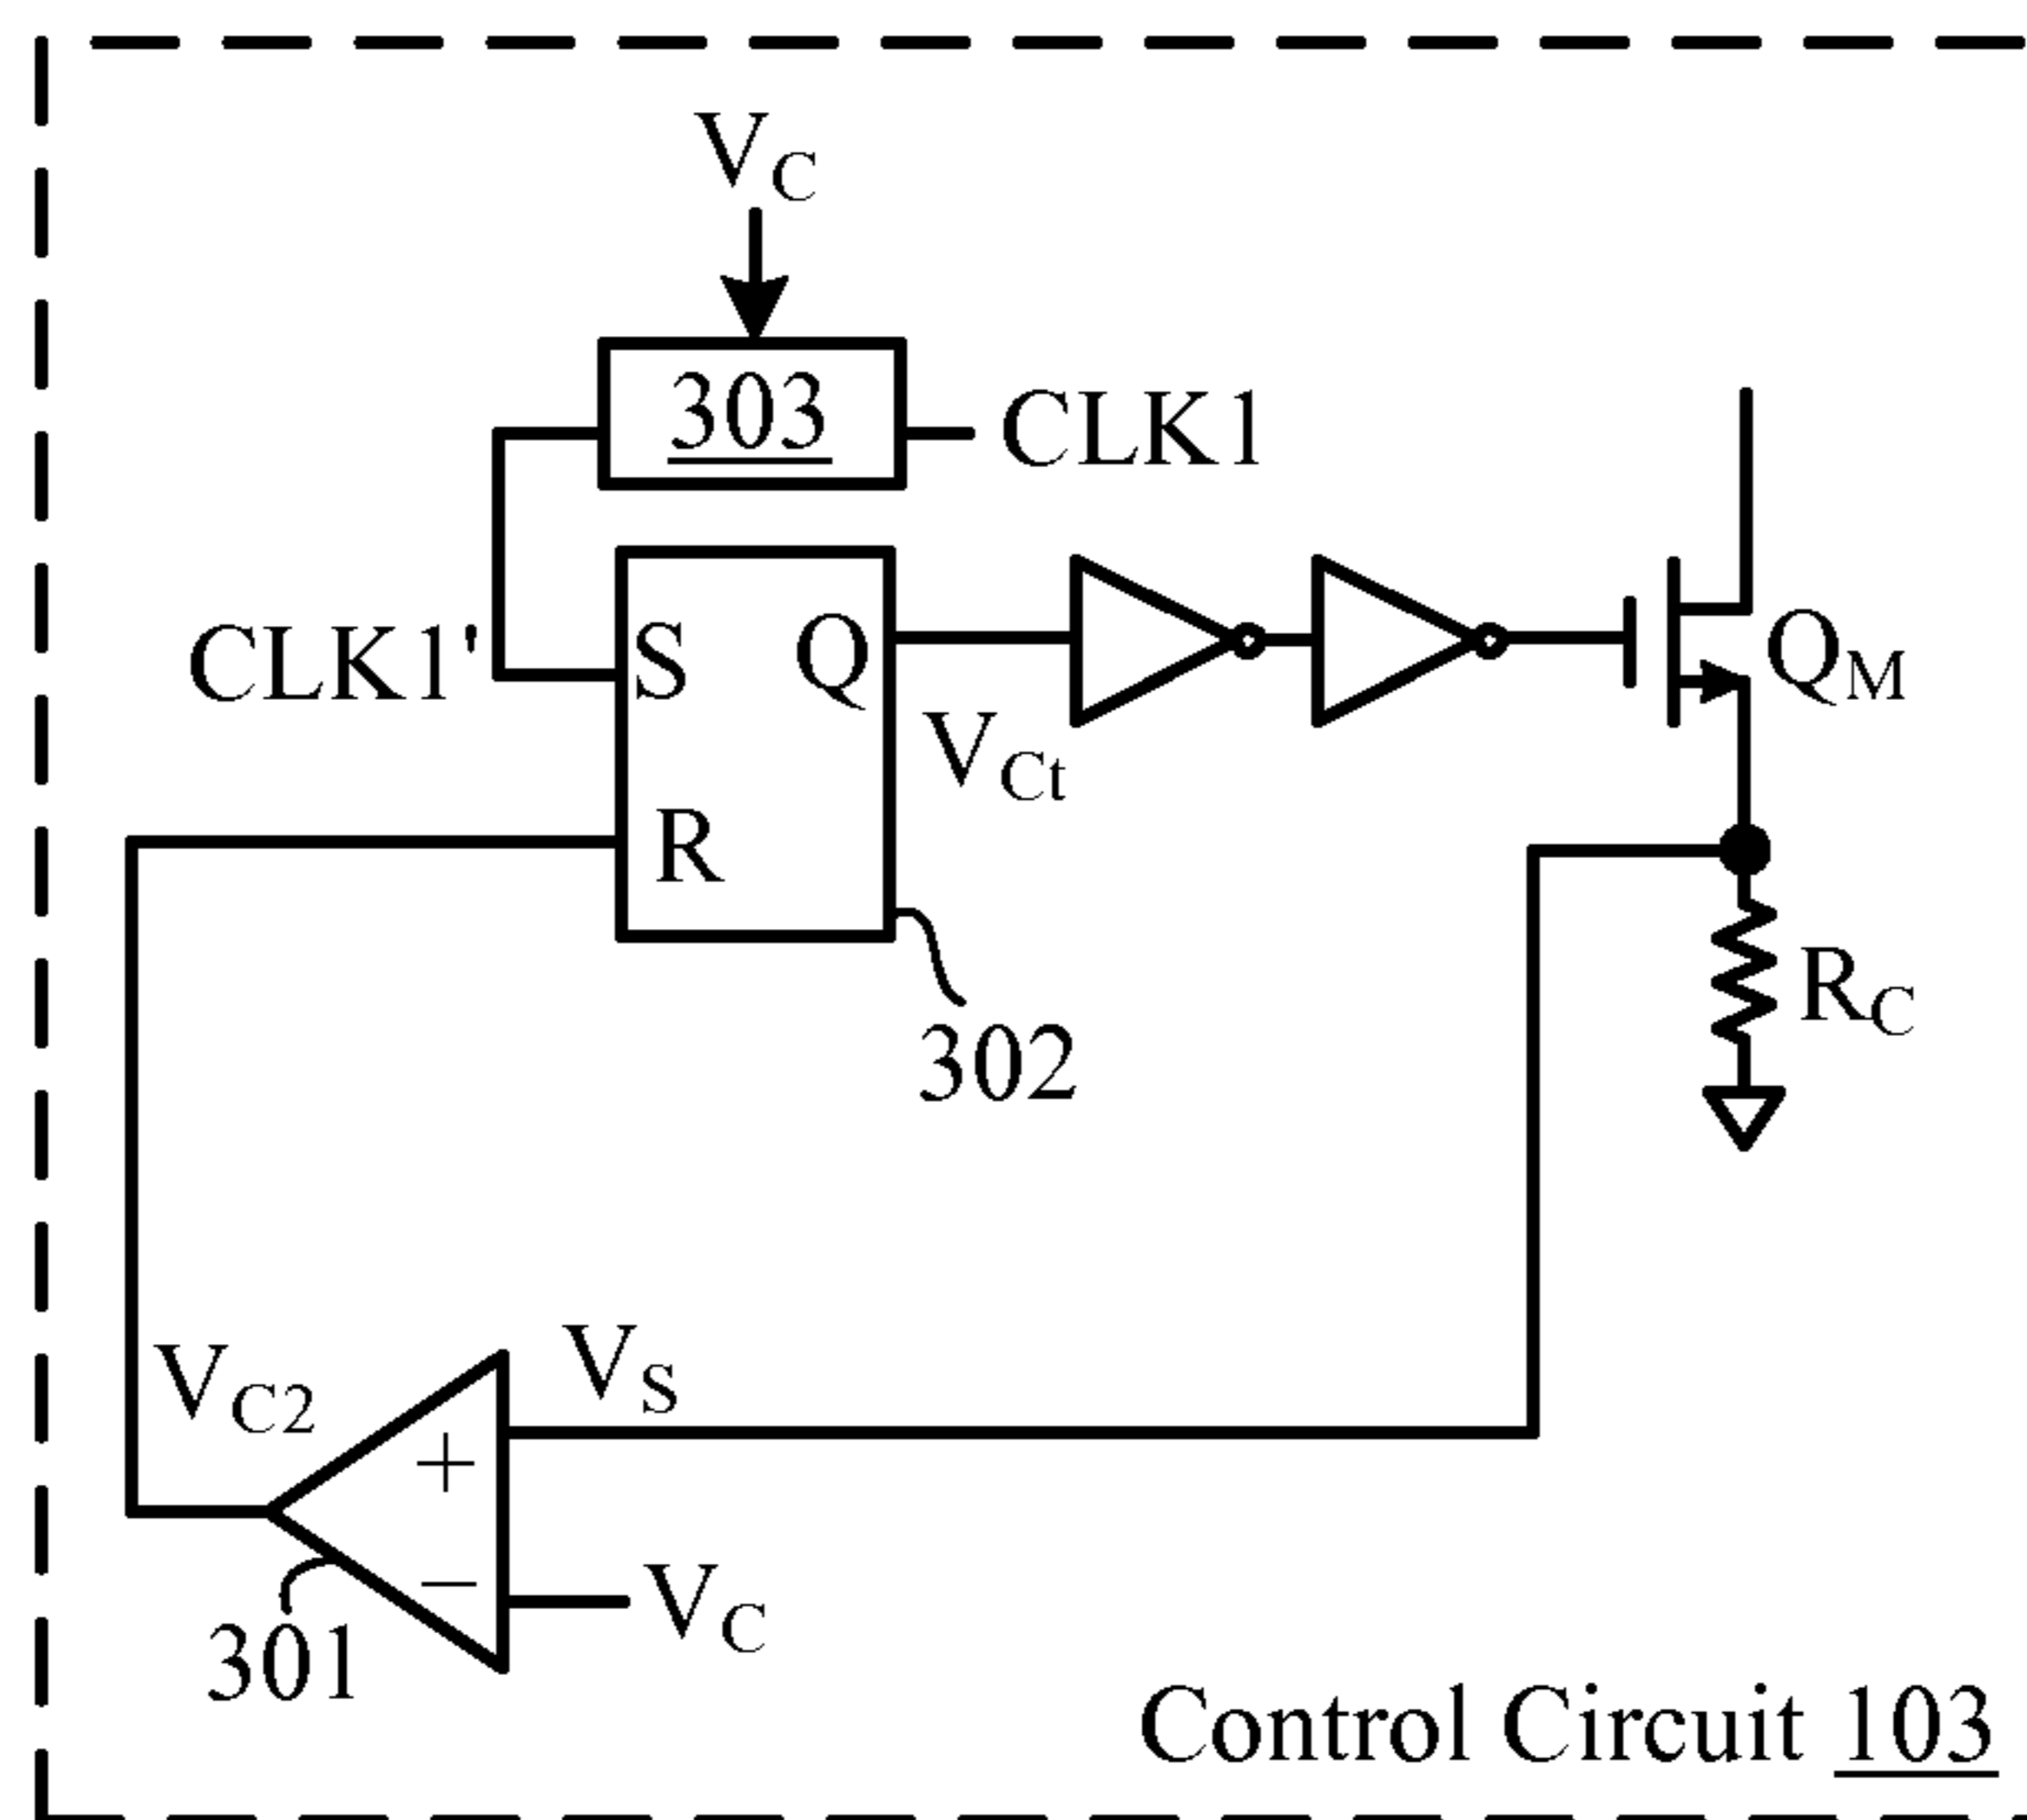 VC
303
CLK1
CLK1'
S
Q
QM
VCt
R
RC
302
VS
VC2
+
−
VC
301
Control Circuit 103